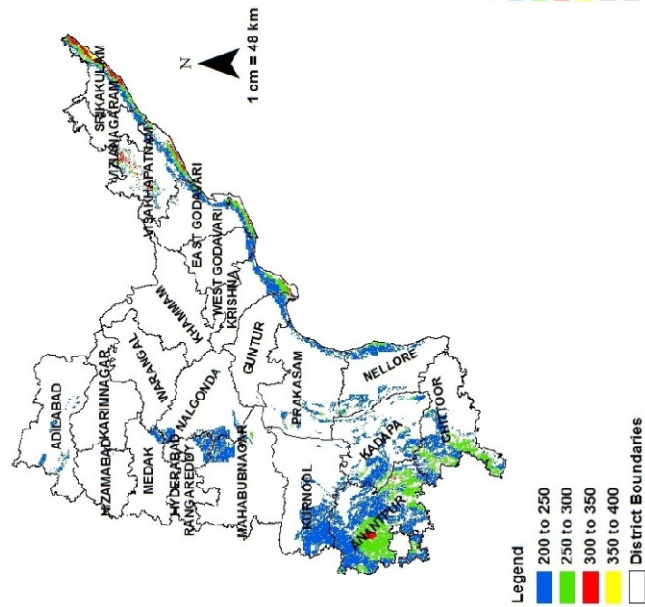 SRIKAKULAM
VIZIANAGARAM
VISAKHAPATNAM
EAST GODAVARI
WEST GODAVARI
KRISHNA
KHAMMAM
WARANGAL
ADILABAD
NIZAMABAD
KARIMNAGAR
MEDAK
HYDERABAD
RANGAREDDY
NALGONDA
MAHABUBNAGAR
GUNTUR
PRAKASAM
KURNOOL
NELLORE
KADAPA
ANANTPUR
CHITTOOR
N
1 cm = 48 km
Legend
200 to 250
250 to 300
300 to 350
350 to 400
District Boundaries